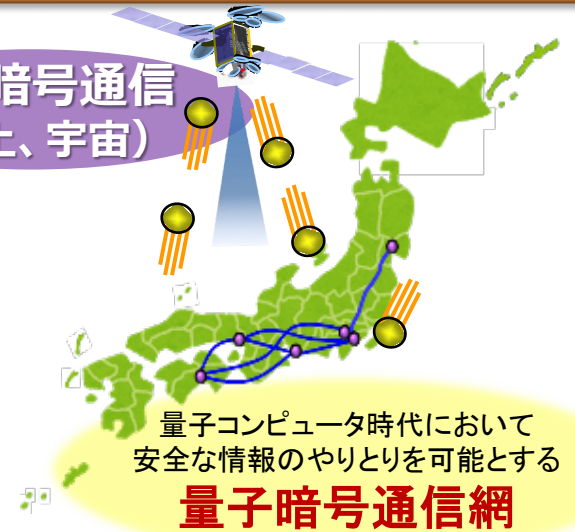 暗号通信
上、宇宙）
量子コンピュータ時代において
安全な情報のやりとりを可能とする
量子暗号通信網